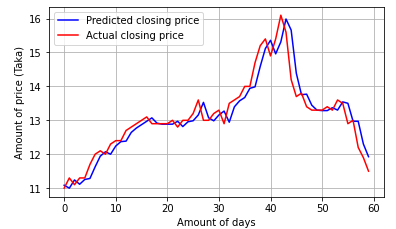 Predicted closing price
Actual closing price
16
15
14
13
12
11
Amount of price (Taka)
0 10 20 30 40 50 60
Amount of days